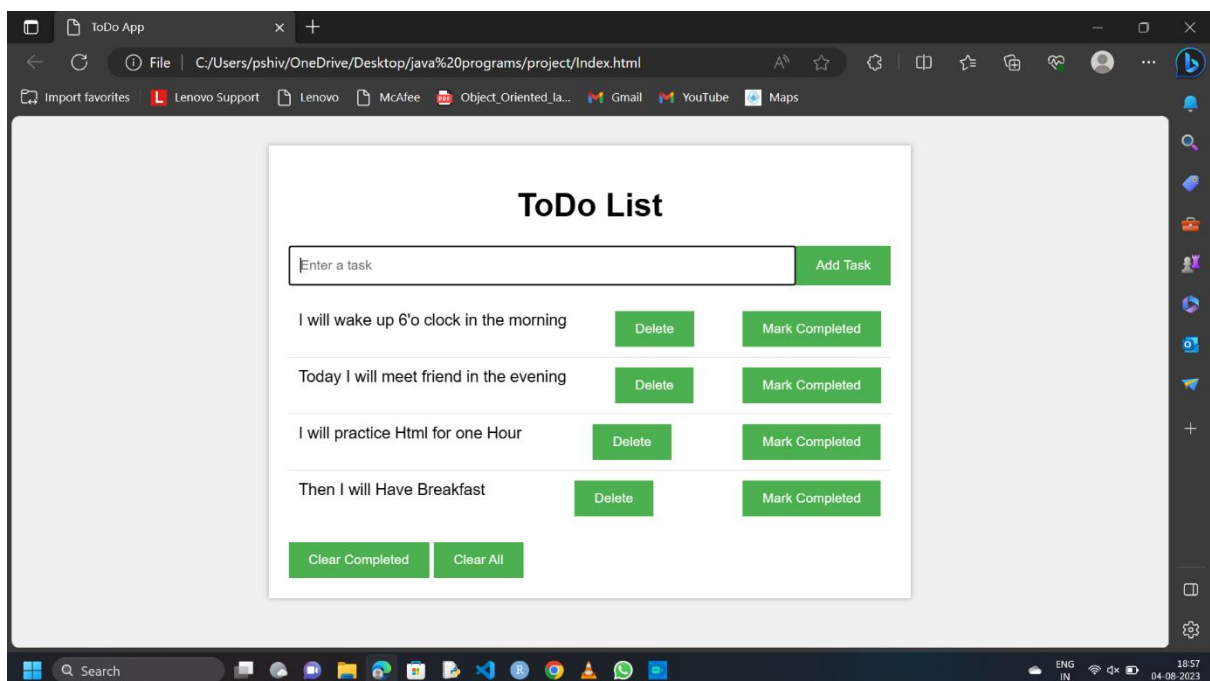 ToDo App
File | C:/Users/pshiv/OneDrive/Desktop/java%20programs/project/Index.html
Import favorites Lenovo Support Lenovo McAfee Object_Oriented_la... Gmail YouTube Maps
ToDo List
Enter a task Add Task
I will wake up 6'o clock in the morning Delete Mark Completed
Today I will meet friend in the evening Delete Mark Completed
I will practice Html for one Hour Delete Mark Completed
Then I will Have Breakfast Delete Mark Completed
Clear Completed Clear All
Search ENG 18:57
IN 04-08-2023